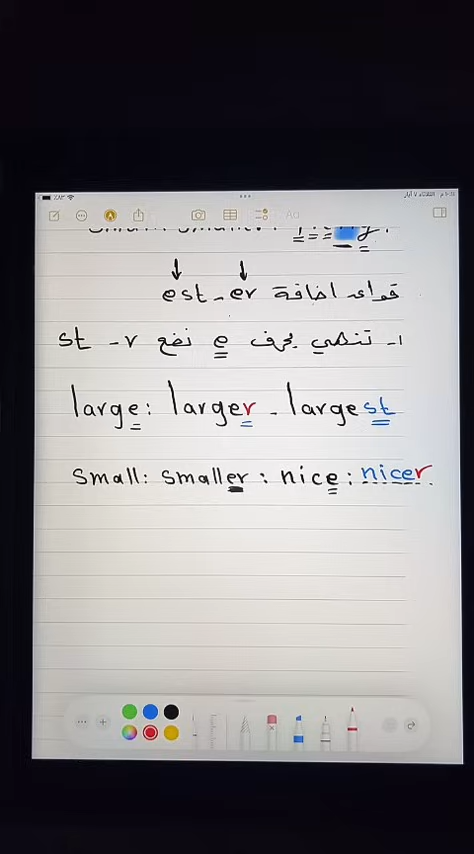 قواعد اضافة est - er
١- تنتهي بحرف e نضع st - r
large: larger - largest
small: smaller : nice : nicer